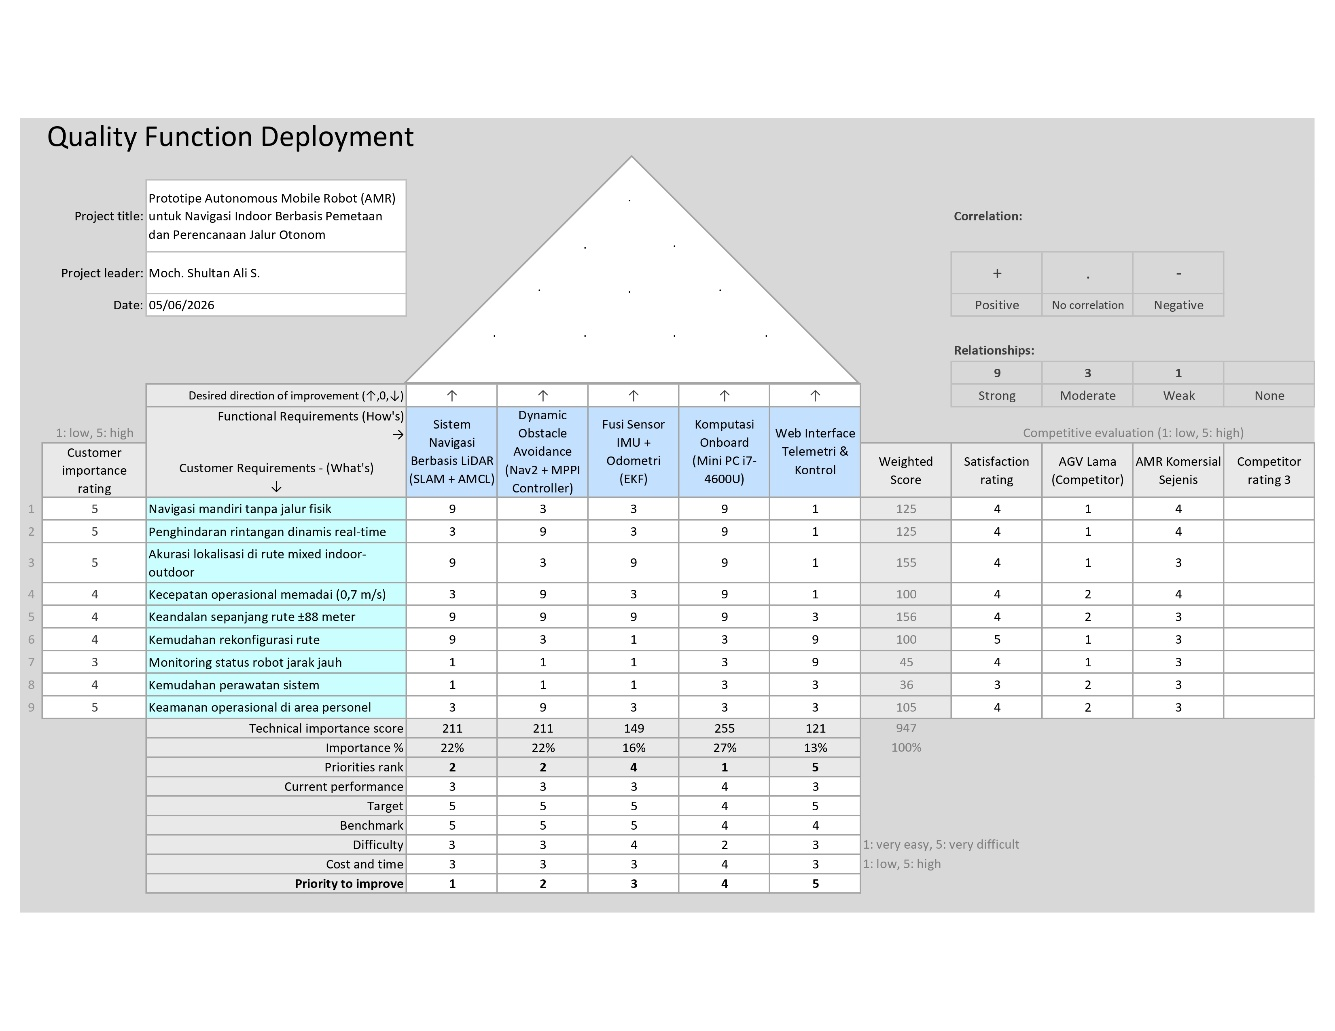 Quality Function Deployment
Project title:
Prototipe Autonomous Mobile Robot (AMR)
untuk Navigasi Indoor Berbasis Pemetaan
dan Perencanaan Jalur Otonom
Project leader: Moch. Shultan Ali S.
Date: 05/06/2026
Correlation:
+ . -
Positive No correlation Negative
Relationships:
9 3 1
Strong Moderate Weak None
. 
. .
. . .
. . . .
Desired direction of improvement (↑,0,↓) ↑ ↑ ↑ ↑ ↑
1: low, 5: high
Functional Requirements (How's)
→
Customer Requirements - (What's)
↓
Customer
importance
rating
Sistem
Navigasi
Berbasis LiDAR
(SLAM + AMCL)
Dynamic
Obstacle
Avoidance
(Nav2 + MPPI
Controller)
Fusi Sensor
IMU +
Odometri
(EKF)
Komputasi
Onboard
(Mini PC i7-
4600U)
Web Interface
Telemetri &
Kontrol
Weighted
Score
Competitive evaluation (1: low, 5: high)
Satisfaction
rating
AGV Lama
(Competitor)
AMR Komersial
Sejenis
Competitor
rating 3
1 5 Navigasi mandiri tanpa jalur fisik 9 3 3 9 1 125 4 1 4
2 5 Penghindaran rintangan dinamis real-time 3 9 3 9 1 125 4 1 4
3 5 Akurasi lokalisasi di rute mixed indoor-
outdoor 9 3 9 9 1 155 4 1 3
4 4 Kecepatan operasional memadai (0,7 m/s) 3 9 3 9 1 100 4 2 4
5 4 Keandalan sepanjang rute ±88 meter 9 9 9 9 3 156 4 2 3
6 4 Kemudahan rekonfigurasi rute 9 3 1 3 9 100 5 1 3
7 3 Monitoring status robot jarak jauh 1 1 1 3 9 45 4 1 3
8 4 Kemudahan perawatan sistem 1 1 1 3 3 36 3 2 3
9 5 Keamanan operasional di area personel 3 9 3 3 3 105 4 2 3
Technical importance score 211 211 149 255 121 947
Importance % 22% 22% 16% 27% 13% 100%
Priorities rank 2 2 4 1 5
Current performance 3 3 3 4 3
Target 5 5 5 4 5
Benchmark 5 5 5 4 4
Difficulty 3 3 4 2 3 1: very easy, 5: very difficult
Cost and time 3 3 3 4 3 1: low, 5: high
Priority to improve 1 2 3 4 5